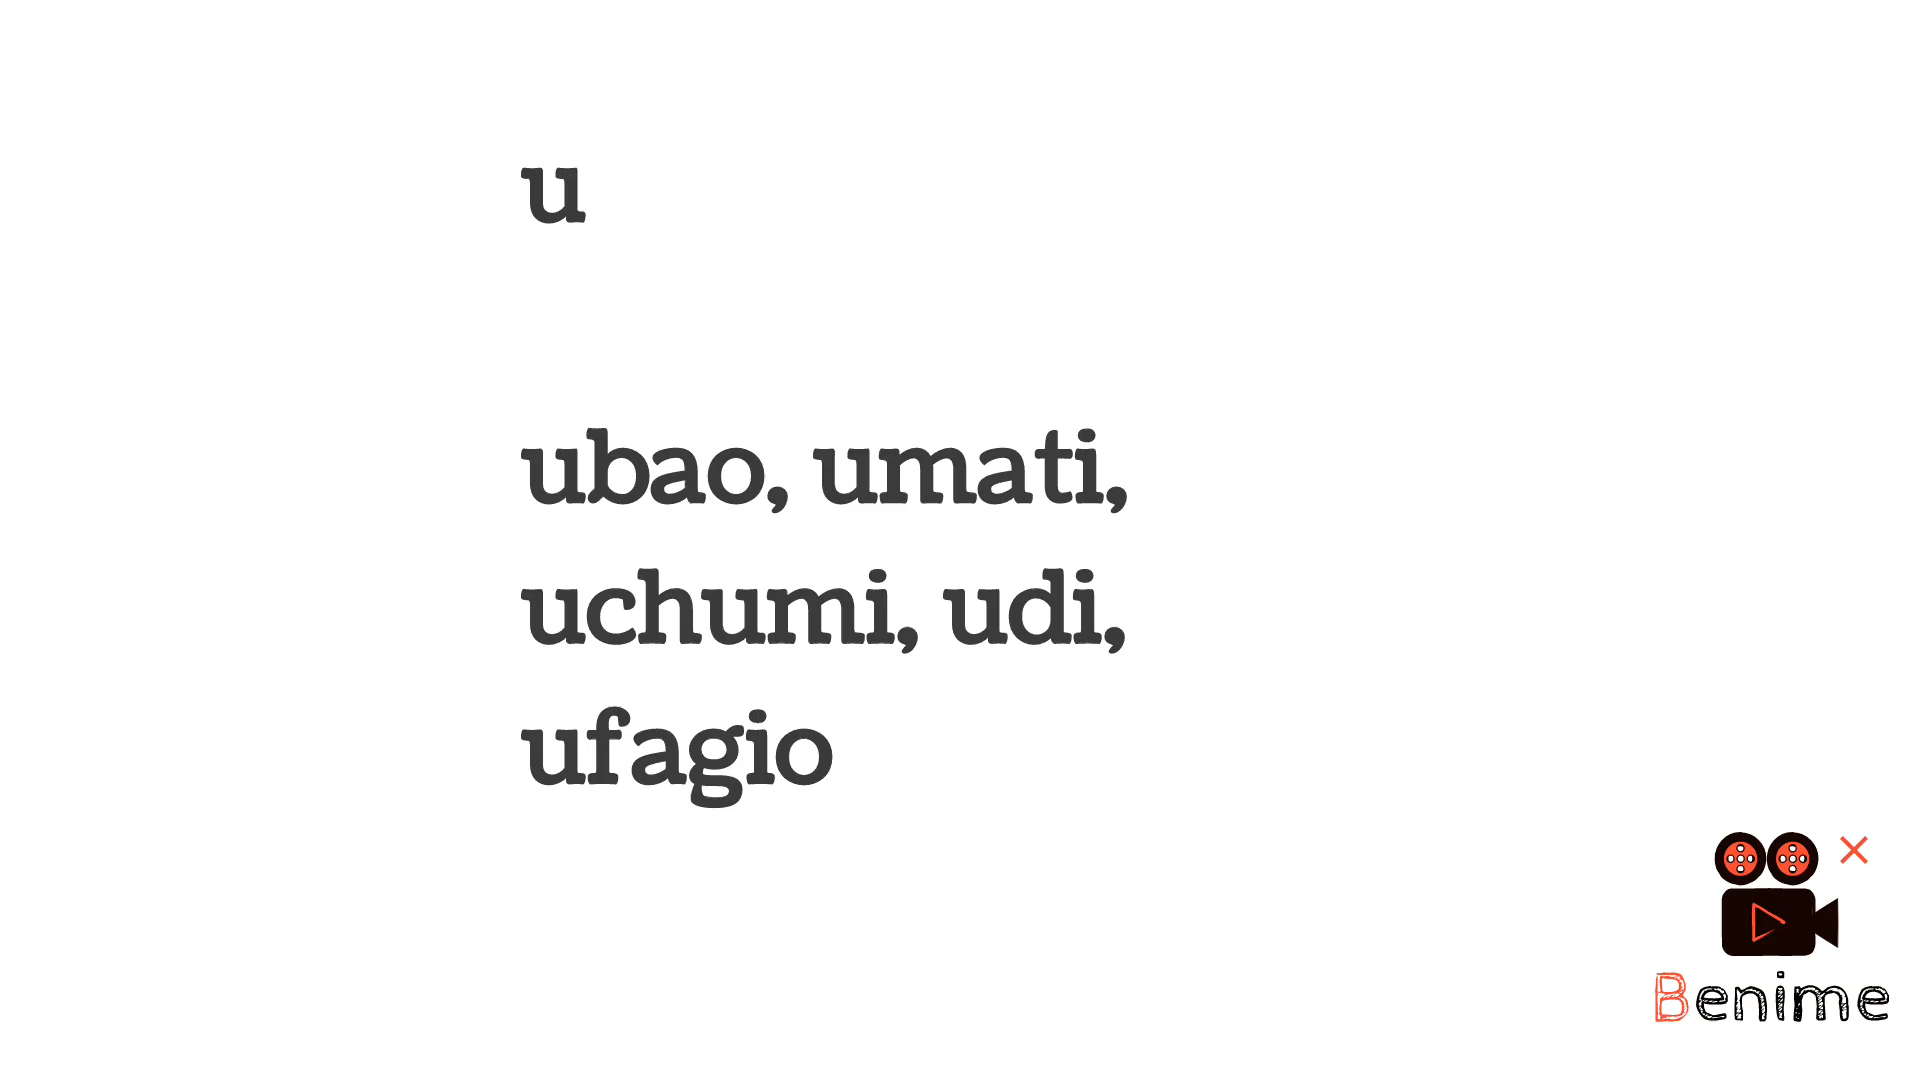 u
ubao, umati,
uchumi, udi,
ufagio
Benime